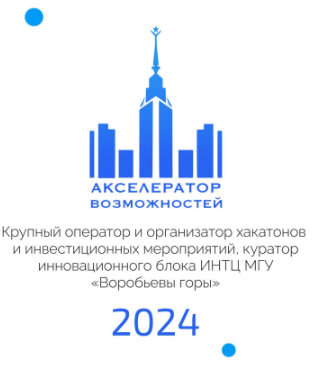 АКСЕЛЕРАТОР
ВОЗМОЖНОСТЕЙ
Крупный оператор и организатор хакатонов
и инвестиционных мероприятий, куратор
инновационного блока ИНТЦ МГУ
«Воробьевы горы»
2024